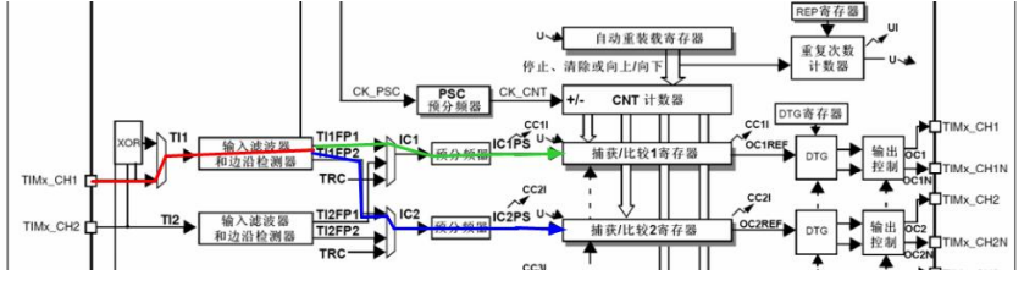 REP寄存器
U
自动重装载寄存器
UI
重复次数
计数器
U
停止、清除或向上/向下
CK_PSC
PSC
预分频器
CK_CNT
+/-
CNT 计数器
DTG寄存器
XOR
TI1
输入滤波器
和边沿检测器
TI1FP1
TI1FP2
TRC
IC1
预分频器
IC1PS
CC1I
U
捕获/比较1寄存器
CC1I
OC1REF
DTG
输出
控制
OC1
OC1N
TIMx_CH1
TIMx_CH1N
TIMx_CH1
TIMx_CH2
TI2
输入滤波器
和边沿检测器
TI2FP1
TI2FP2
TRC
IC2
预分频器
IC2PS
CC2I
U
捕获/比较2寄存器
CC2I
OC2REF
DTG
输出
控制
OC2
OC2N
TIMx_CH2
TIMx_CH2N
CC3I